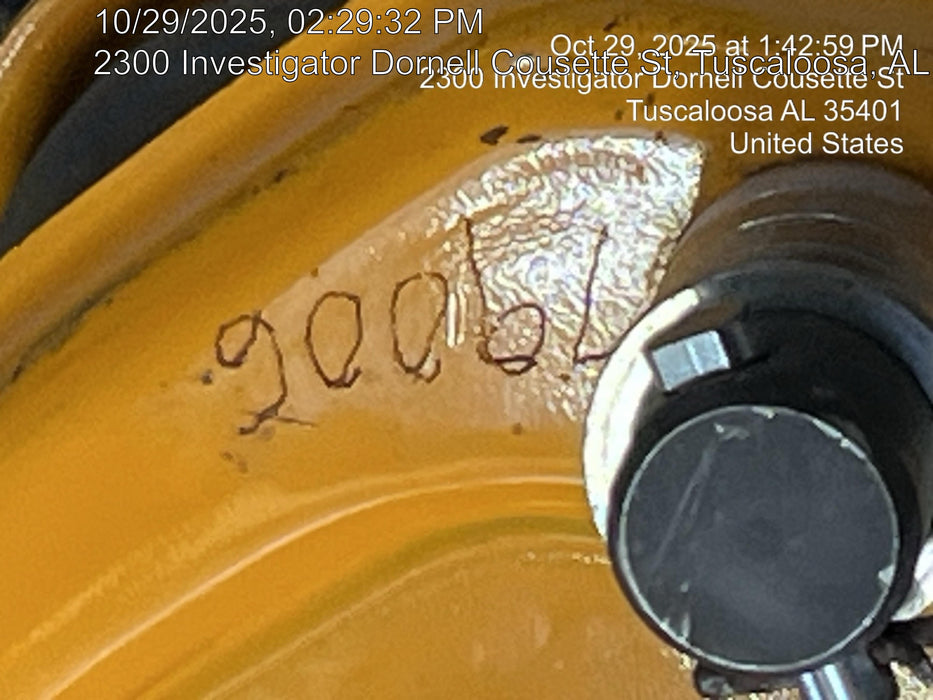 10/29/2025, 02:29:32 PM
2300 Investigator Dornell Cousette St, Tuscaloosa, AL
Oct 29, 2025 at 1:42:59 PM
2300 Investigator Dornell Cousette St
Tuscaloosa AL 35401
United States
79006